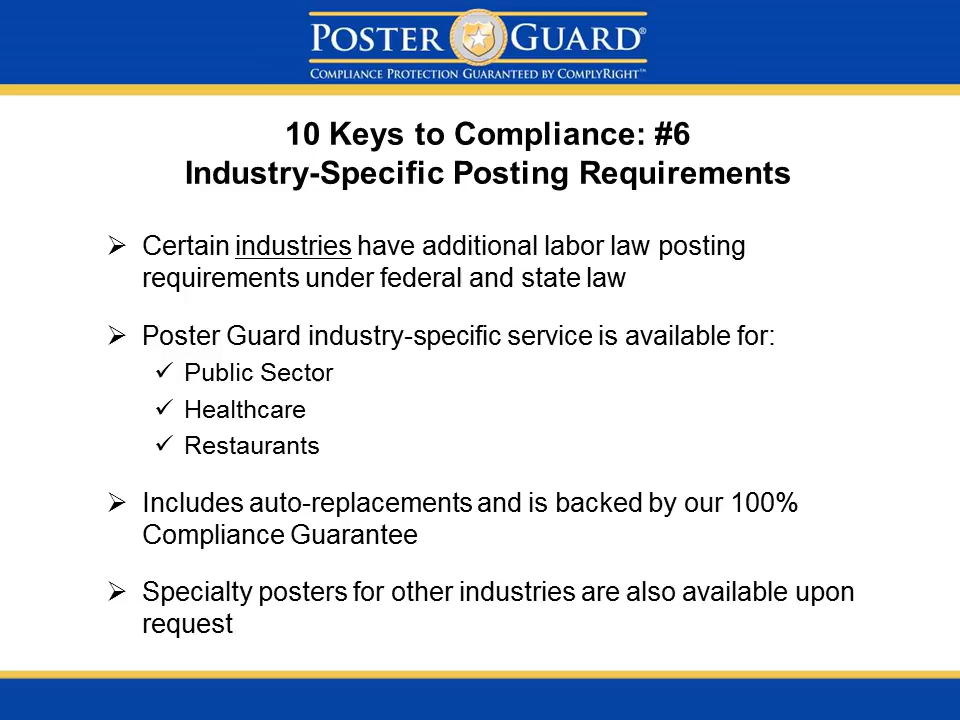 POSTER GUARD®
COMPLIANCE PROTECTION GUARANTEED BY COMPLYRIGHT™
10 Keys to Compliance: #6
Industry-Specific Posting Requirements
Certain industries have additional labor law posting
requirements under federal and state law
Poster Guard industry-specific service is available for:
Public Sector
Healthcare
Restaurants
Includes auto-replacements and is backed by our 100%
Compliance Guarantee
Specialty posters for other industries are also available upon
request